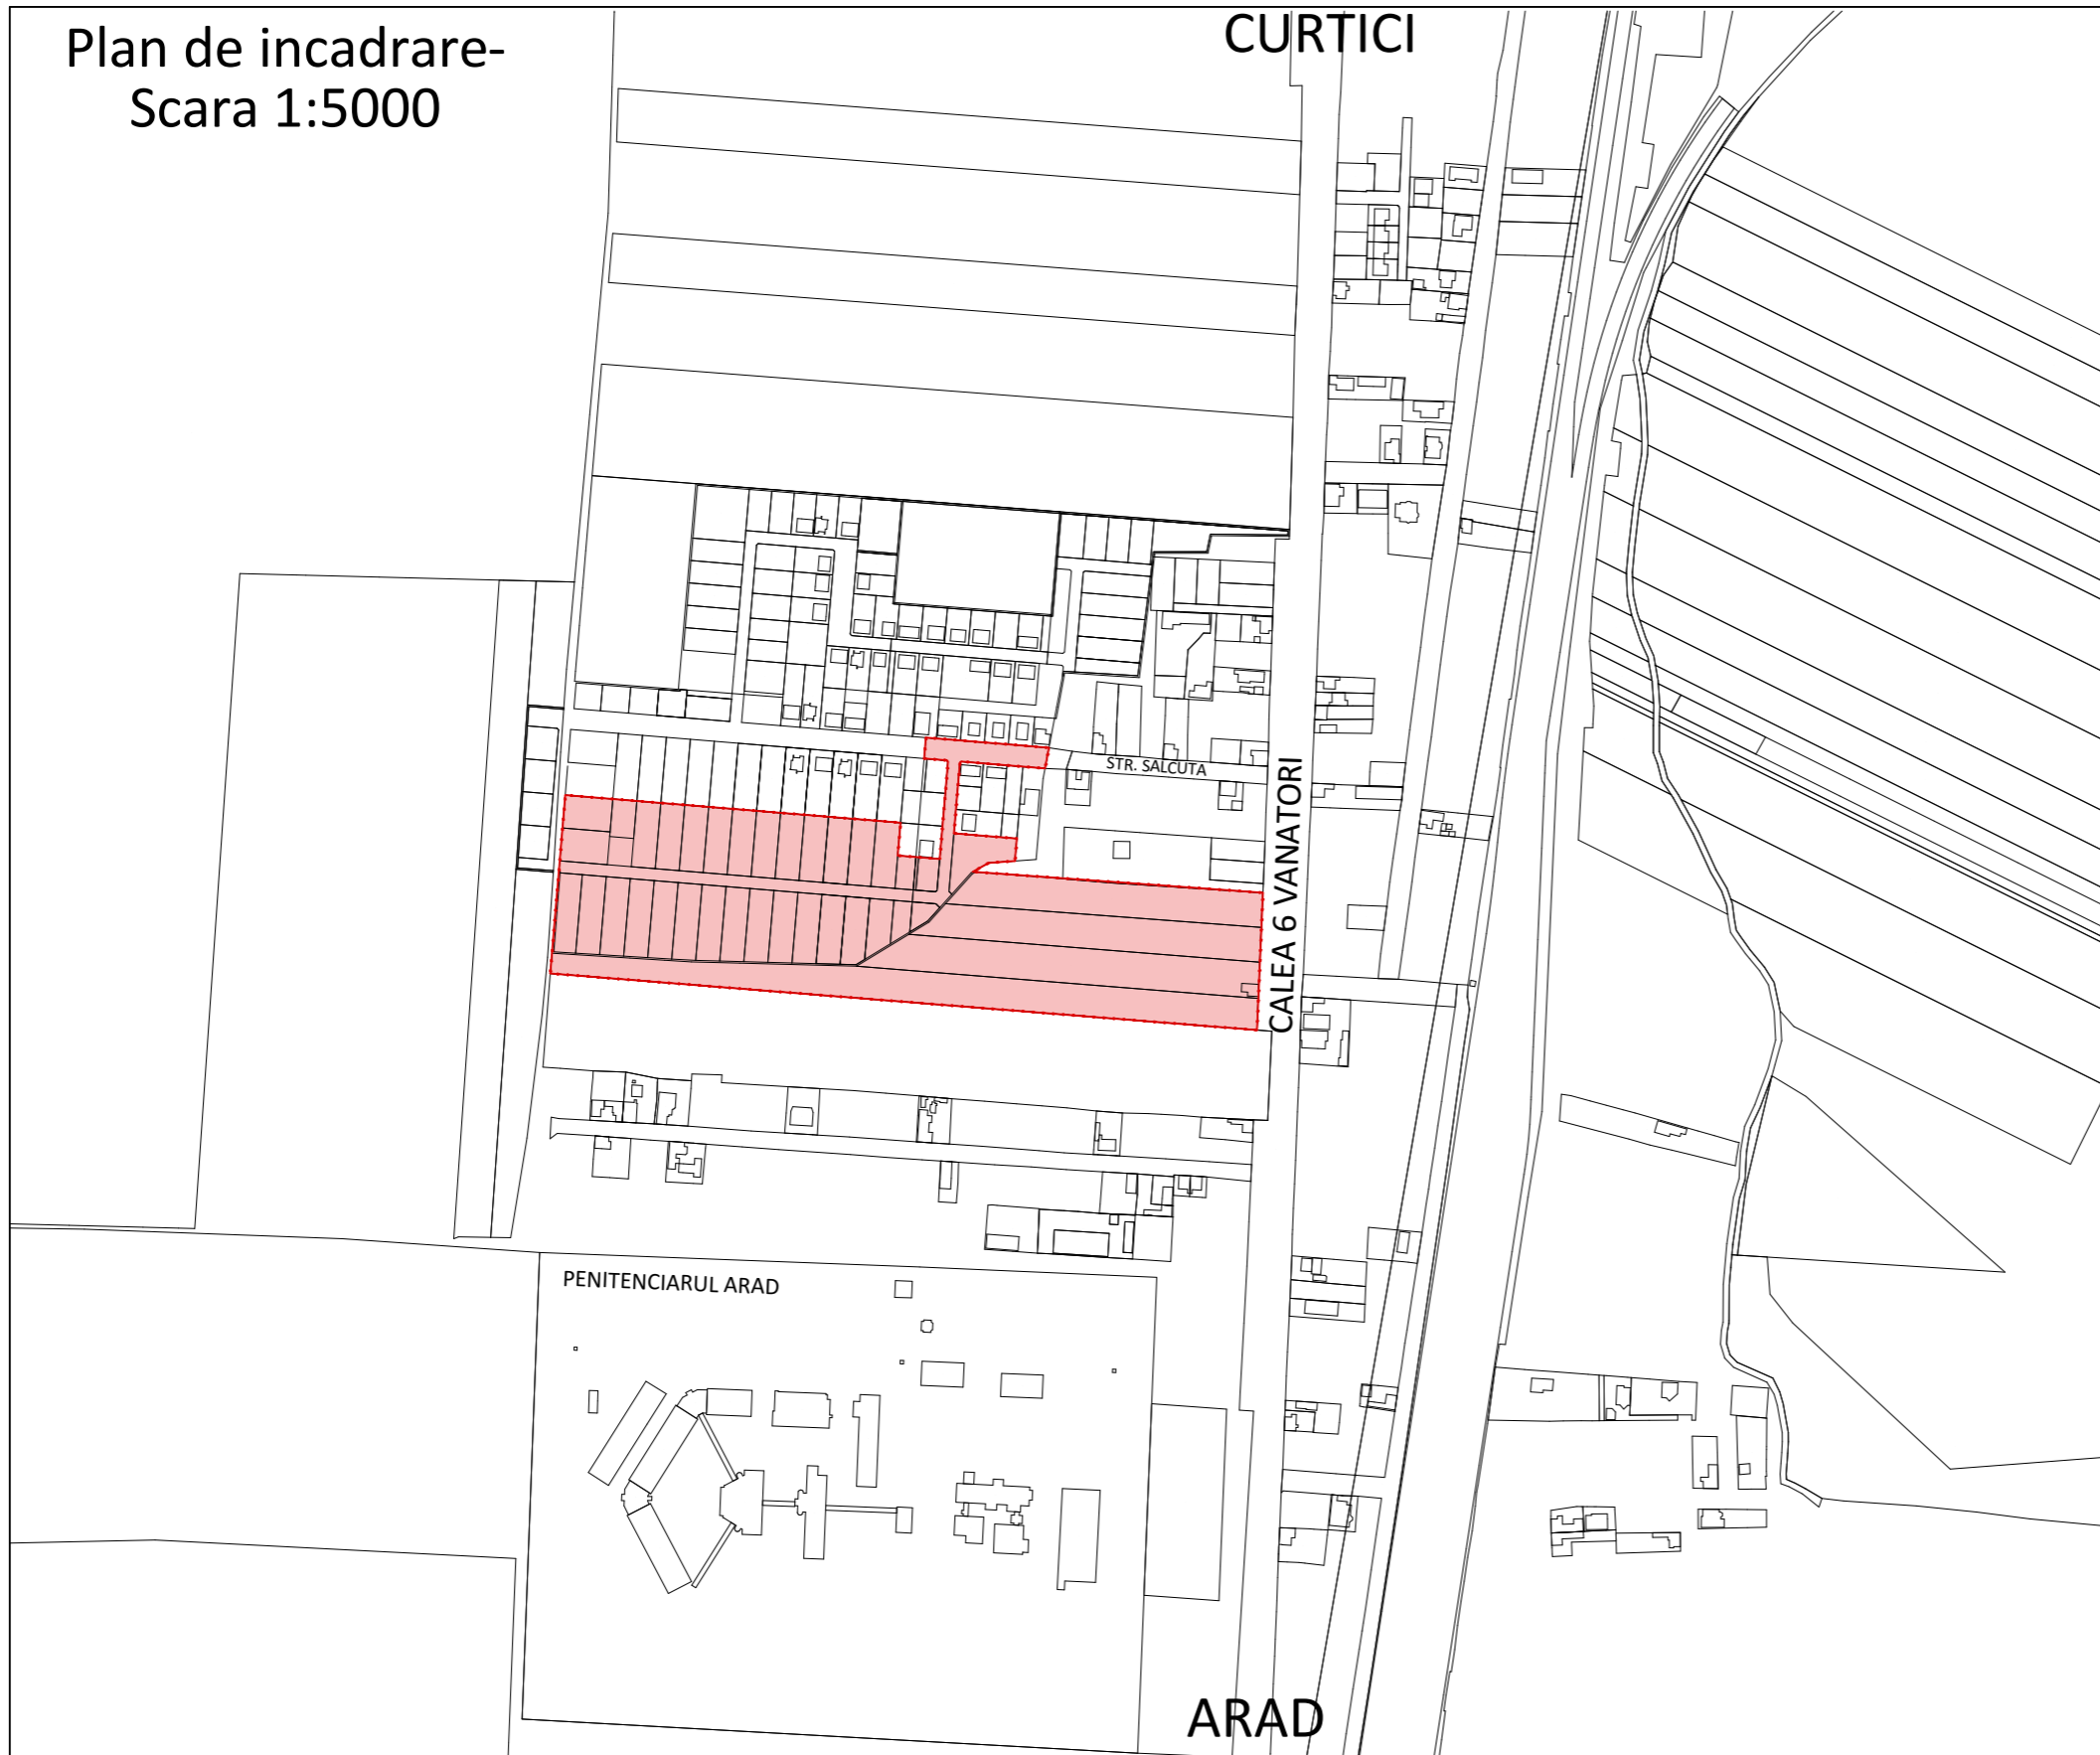 Plan de incadrare-
Scara 1:5000
CURTICI
STR. SALCUTA
CALEA 6 VANATORI
PENITENCIARUL ARAD
ARAD